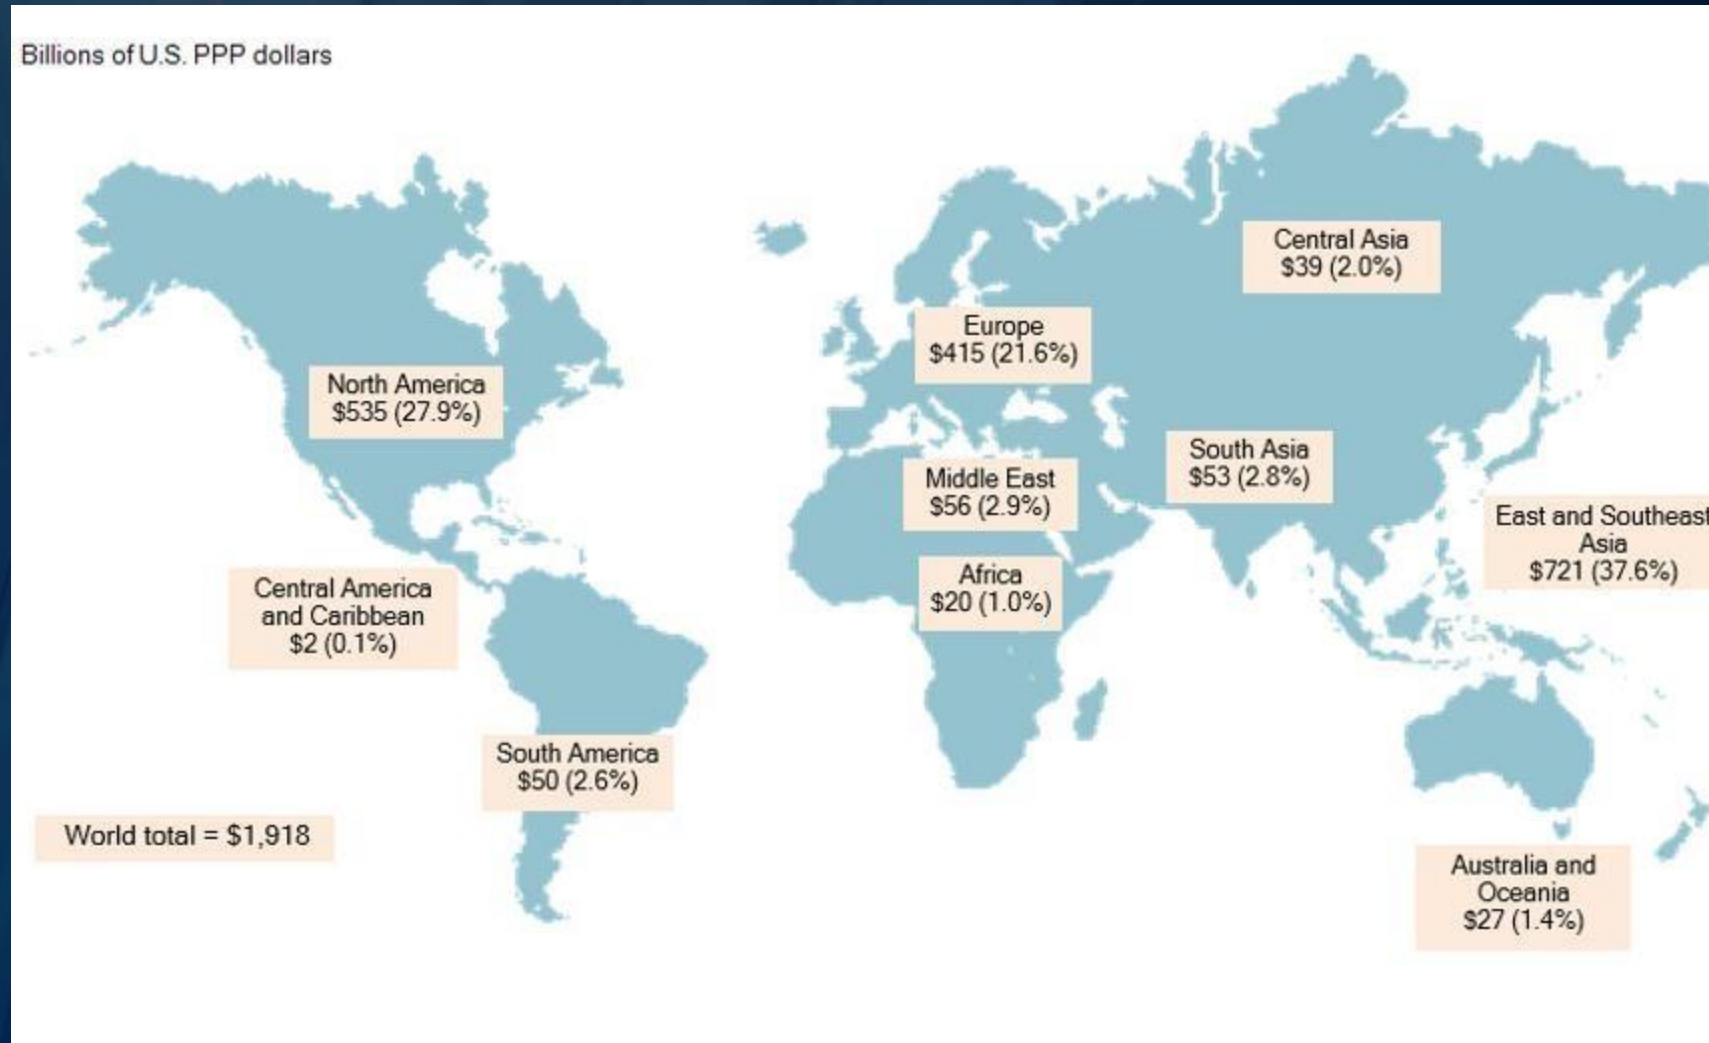 Billions of U.S. PPP dollars
Central Asia
$39 (2.0%)
Europe
$415 (21.6%)
North America
$535 (27.9%)
South Asia
$53 (2.8%)
Middle East
$56 (2.9%)
East and Southeast
Asia
$721 (37.6%)
Africa
$20 (1.0%)
Central America
and Caribbean
$2 (0.1%)
South America
$50 (2.6%)
World total = $1,918
Australia and
Oceania
$27 (1.4%)